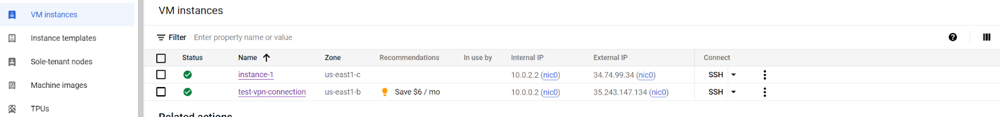 VM instances
Instance templates
Sole-tenant nodes
Machine images
TPUs
VM instances
Filter Enter property name or value
Status Name Zone Recommendations In use by Internal IP External IP Connect
instance-1 us-east1-c 10.0.2.2 (nic0) 34.74.99.34 (nic0) SSH
test-vpn-connection us-east1-b Save $6 / mo 10.0.0.2 (nic0) 35.243.147.134 (nic0) SSH
Related actions